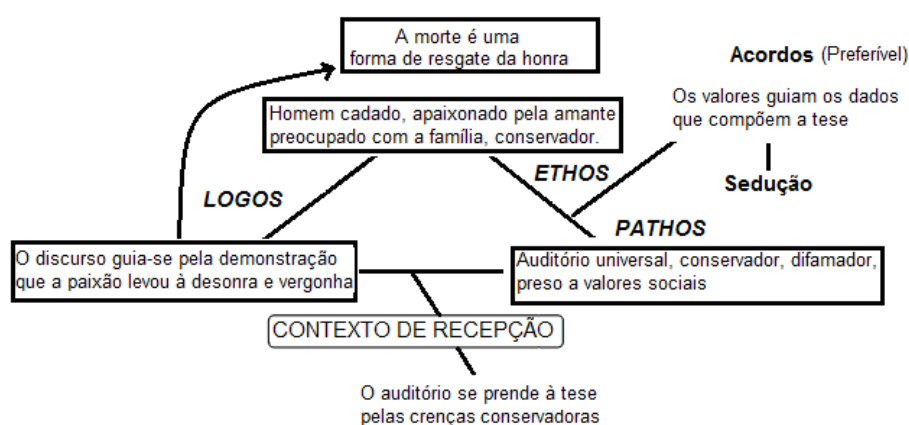 A morte é uma
forma de resgate da honra
Acordos (Preferível)
Os valores guiam os dados
que compõem a tese
Homem cadado, apaixonado pela amante
preocupado com a família, conservador.
ETHOS
Sedução
LOGOS
PATHOS
O discurso guia-se pela demonstração
que a paixão levou à desonra e vergonha
Auditório universal, conservador, difamador,
preso a valores sociais
CONTEXTO DE RECEPÇÃO
O auditório se prende à tese
pelas crenças conservadoras